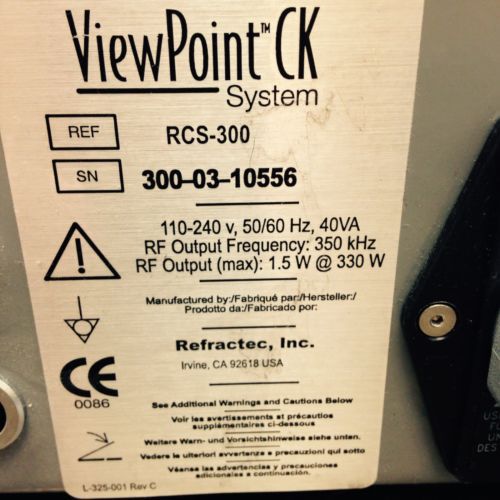 ViewPoint™ CK
System
REF RCS-300
SN 300-03-10556
110-240 v, 50/60 Hz, 40VA
RF Output Frequency: 350 kHz
RF Output (max): 1.5 W @ 330 W
Manufactured by:/Fabriqué par:/Hersteller:/
Prodotto da:/Fabricado por:
Refractec, Inc.
Irvine, CA 92618 USA
CE
0086
See Additional Warnings and Cautions Below
Voir les avertissements et précautios
supplémentaires ci-dessous
Weitere Warn- und Vorsichtshinweise siehe unten.
Vedere le ulteriori avvertenze e precauzioni qui sotto
Véanse las advertencias y precauciones
adicionales a continuación.
L-325-001 Rev C